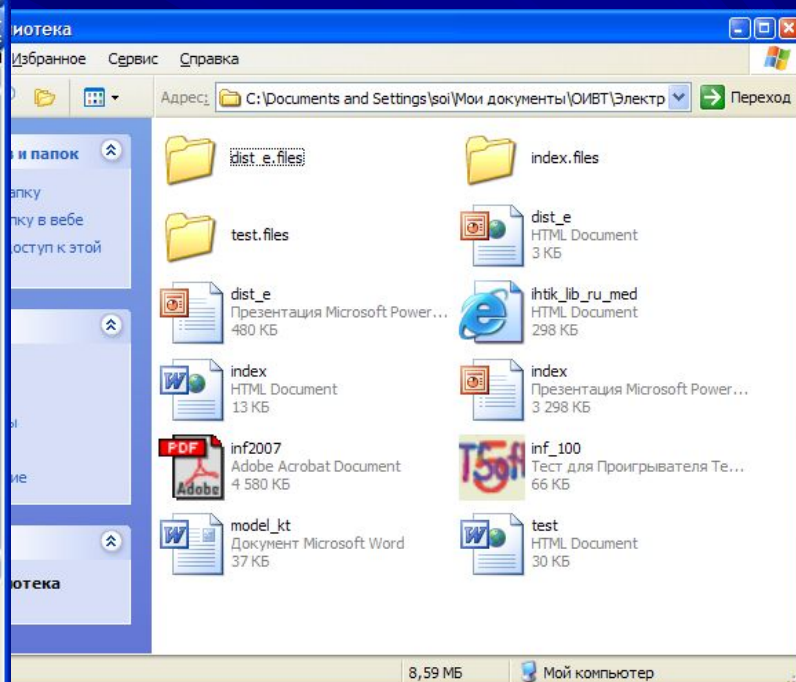 иотека
Избранное Сервис Справка
Адрес: C:\Documents and Settings\soi\Мои документы\ОИВТ\Электр Переход
и папок
апку
пку в вебе
оступ к этой
ы
ие
отека
dist_e.files
index.files
test.files
dist_e
HTML Document
3 КБ
dist_e
Презентация Microsoft Power...
480 КБ
ihtik_lib_ru_med
HTML Document
298 КБ
index
HTML Document
13 КБ
index
Презентация Microsoft Power...
3 298 КБ
PDF
Adobe
inf2007
Adobe Acrobat Document
4 580 КБ
TSoft
inf_100
Тест для Проигрывателя Те...
66 КБ
model_kt
Документ Microsoft Word
37 КБ
test
HTML Document
30 КБ
8,59 МБ Мой компьютер